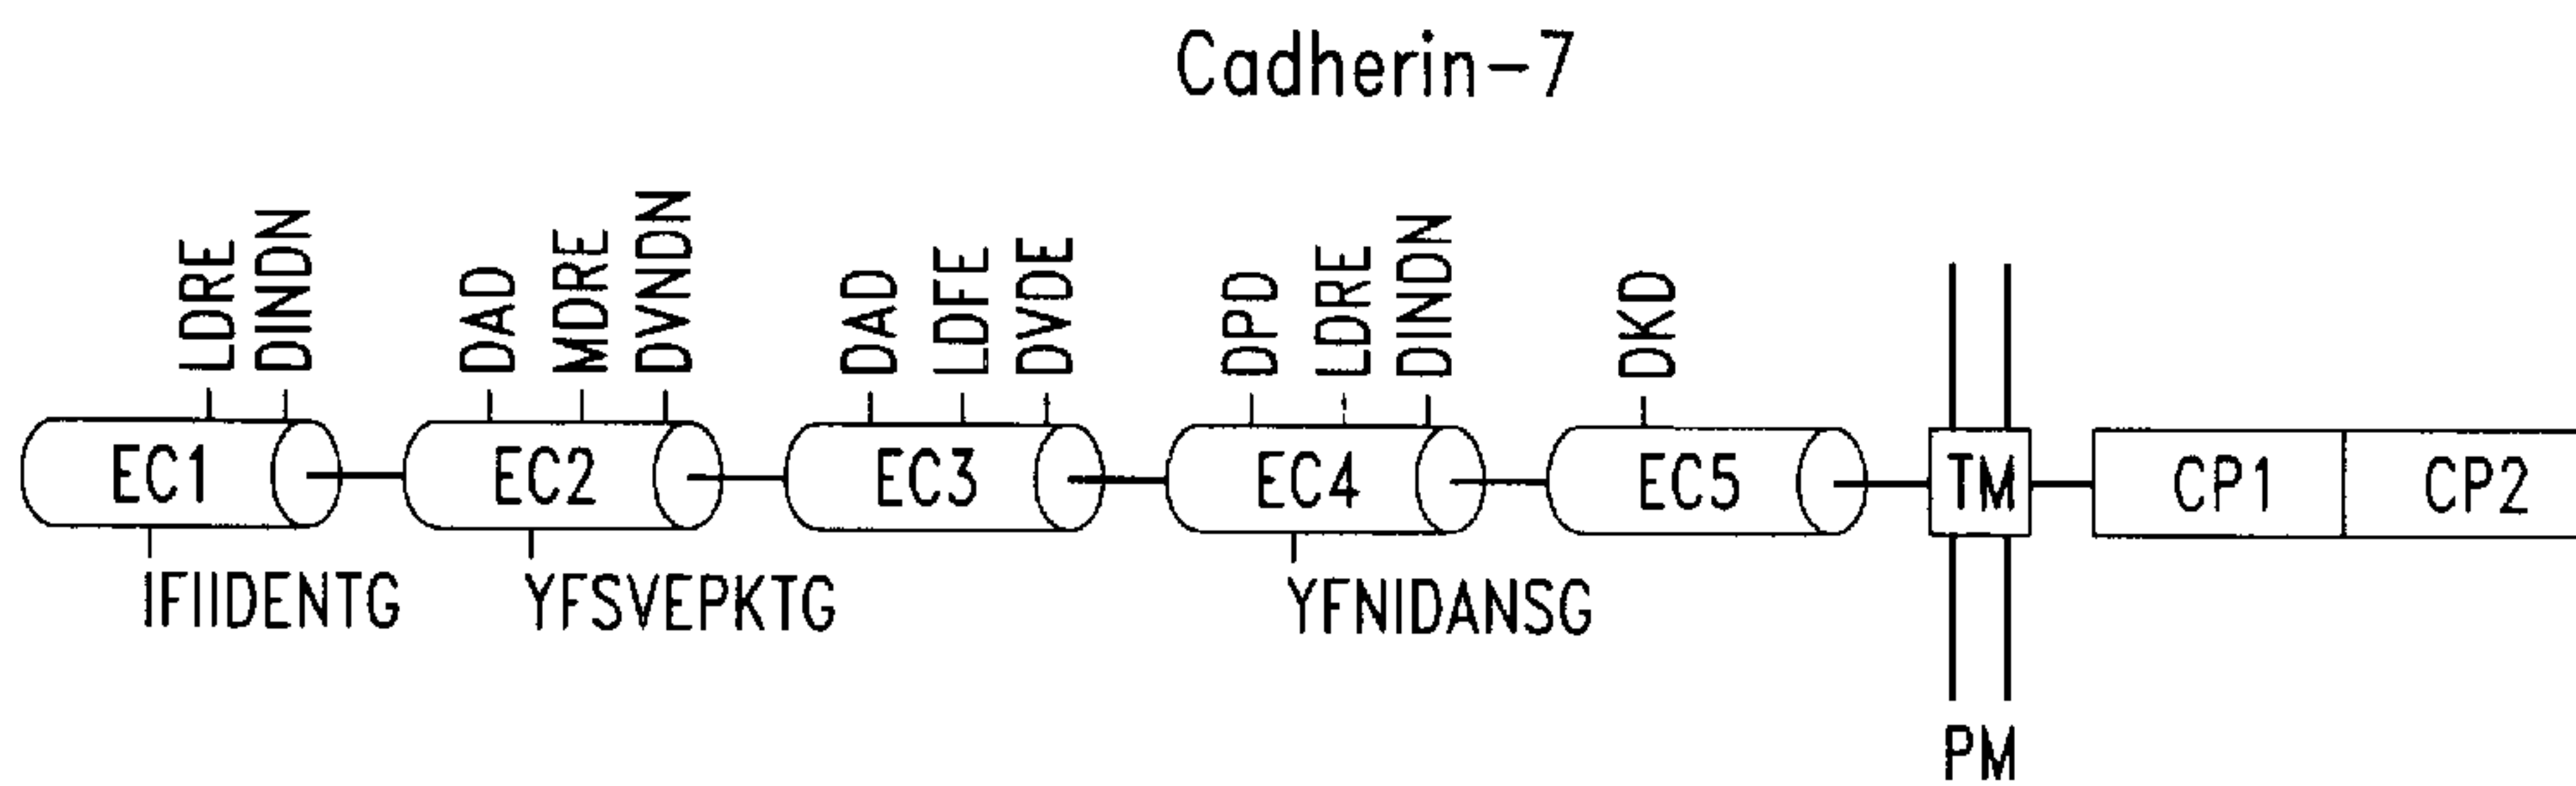 Cadherin-7
LDRE
DINDN
DAD
MDRE
DVNDN
DAD
LDFE
DVDE
DPD
LDRE
DINDN
DKD
EC1
EC2
EC3
EC4
EC5
TM
CP1
CP2
IFIIDENTG
YFSVEPKTG
YFNIDANSG
PM